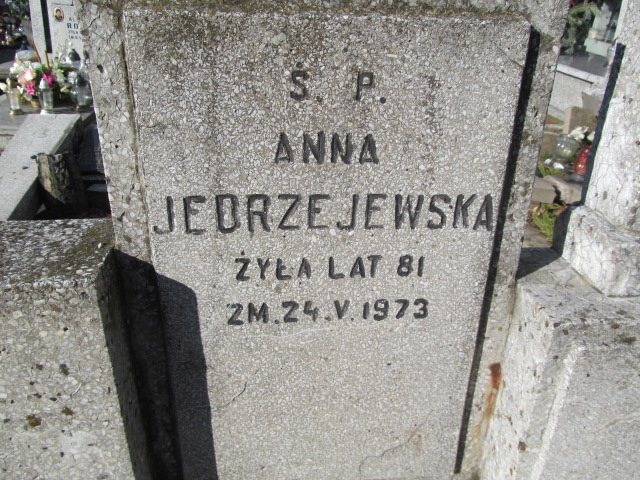 Ś. P.
ANNA
JEDRZEJEWSKA
ŻYŁA LAT 81
ZM. 24. V. 1973